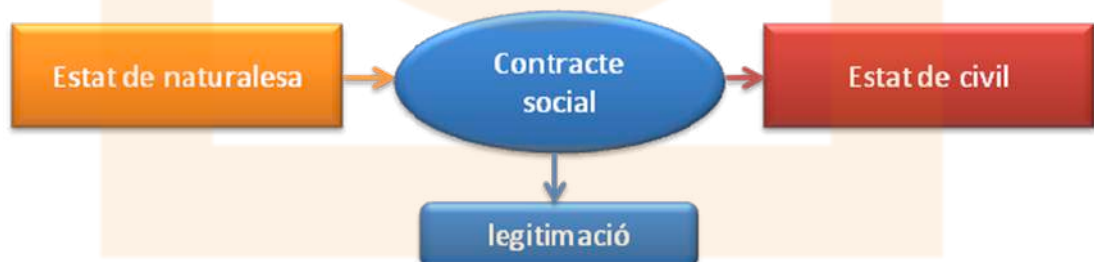 Estat de naturalesa
Contracte
social
Estat de civil
legitimació